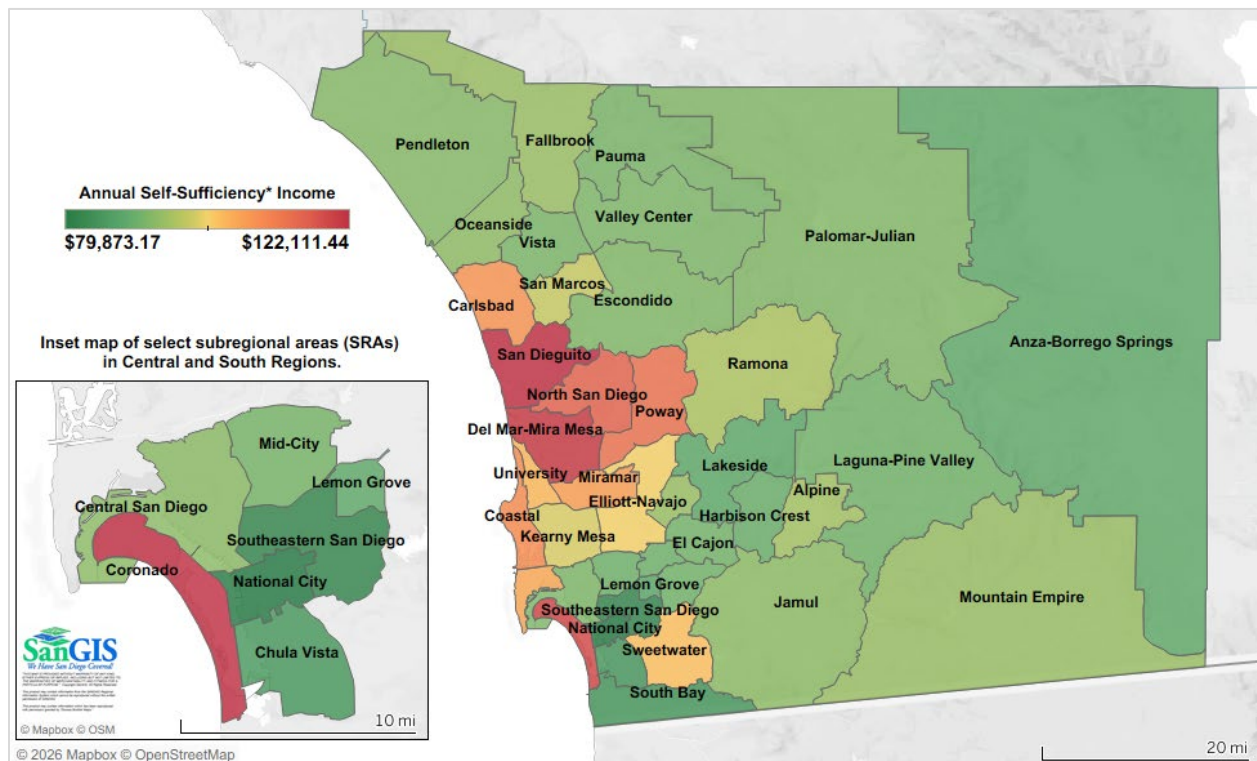 Pendleton
Fallbrook
Pauma
Annual Self-Sufficiency* Income
$79,873.17 $122,111.44
Oceanside
Vista
Valley Center
Palomar-Julian
San Marcos
Carlsbad
Escondido
Anza-Borrego Springs
San Dieguito
Ramona
North San Diego
Poway
Del Mar-Mira Mesa
University
Miramar
Lakeside
Laguna-Pine Valley
Elliott-Navajo
Alpine
Coastal
Harbison Crest
Kearny Mesa
El Cajon
Lemon Grove
Jamul
Mountain Empire
Southeastern San Diego
National City
Sweetwater
South Bay
Inset map of select subregional areas (SRAs)
in Central and South Regions.
Mid-City
Lemon Grove
Central San Diego
Southeastern San Diego
Coronado
National City
Chula Vista
SanGIS
We Have San Diego Covered!
10 mi
© Mapbox © OSM
© 2026 Mapbox © OpenStreetMap
20 mi